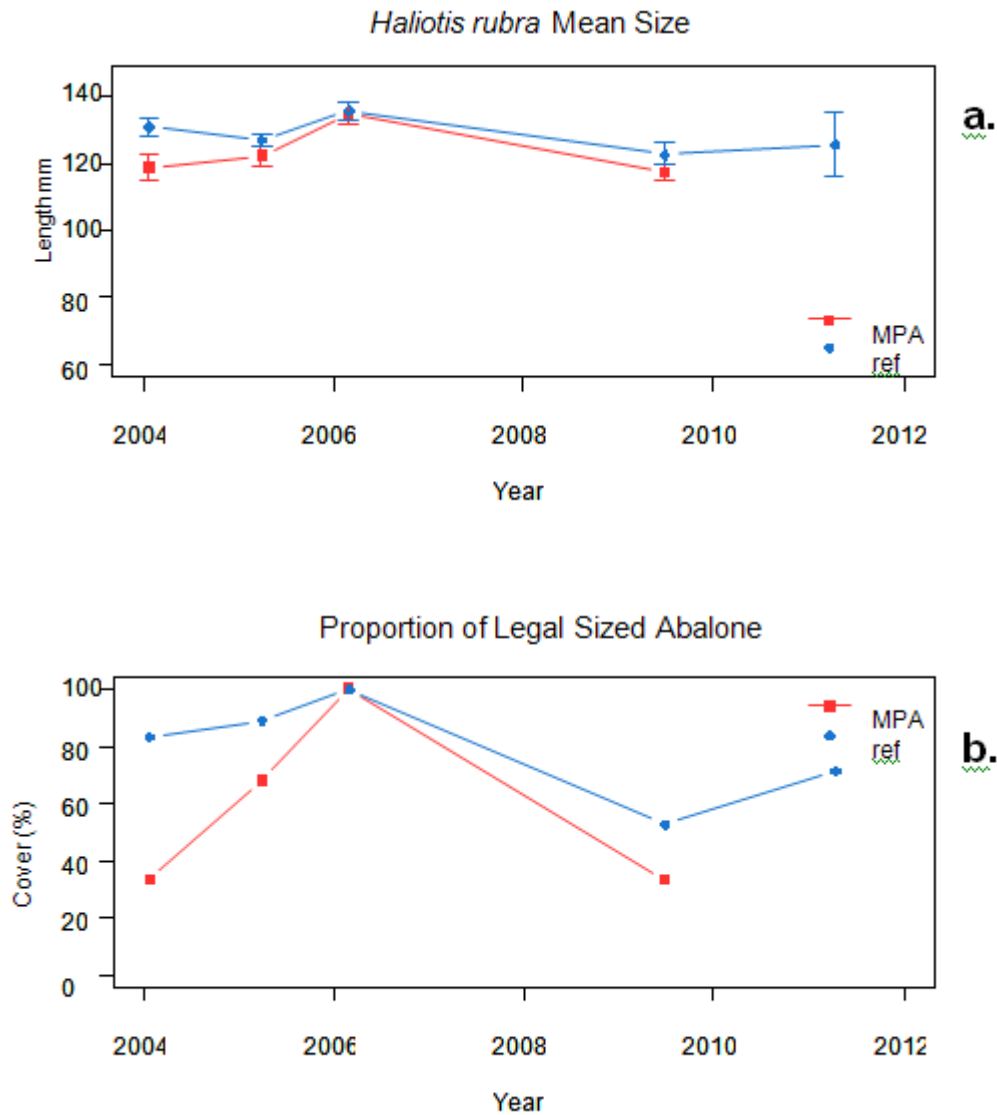 Haliotis rubra Mean Size
140
120
100
80
60
Length mm
a.
MPA
ref
2004
2006
2008
2010
2012
Year
Proportion of Legal Sized Abalone
100
80
60
40
20
0
Cover (%)
MPA
ref
b.
2004
2006
2008
2010
2012
Year